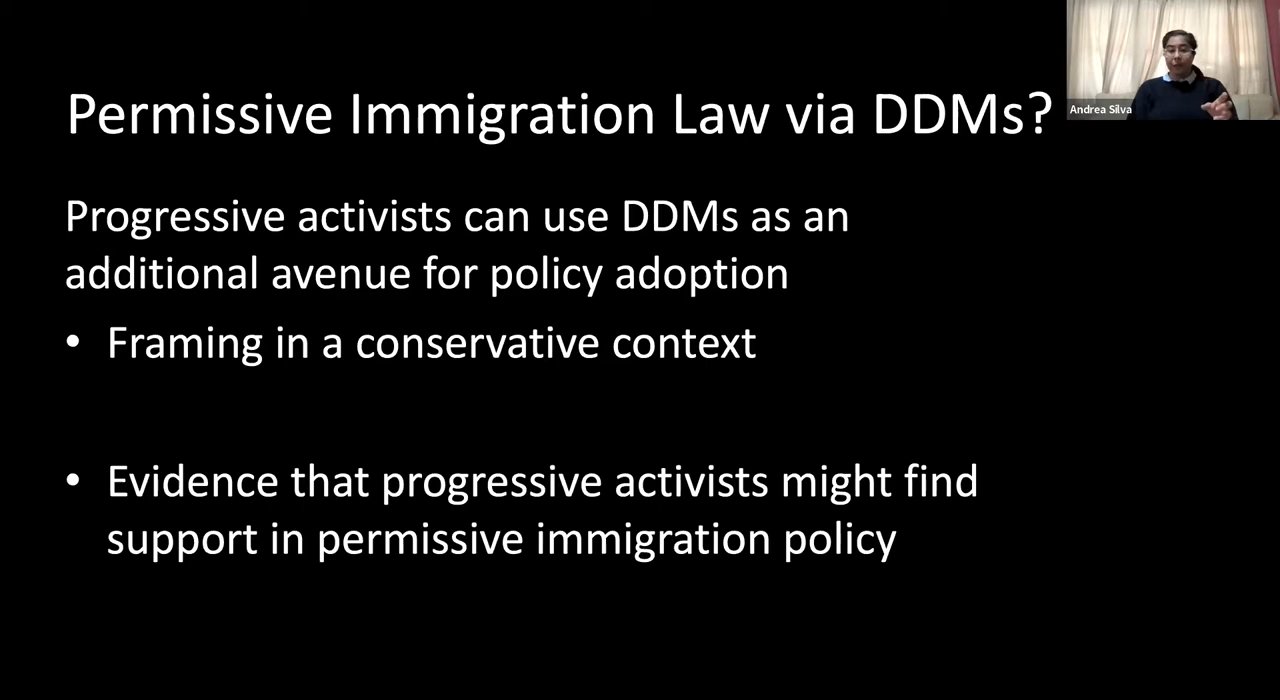 Permissive Immigration Law via DDMs?
Andrea Silva
Progressive activists can use DDMs as an
additional avenue for policy adoption
• Framing in a conservative context
• Evidence that progressive activists might find
support in permissive immigration policy